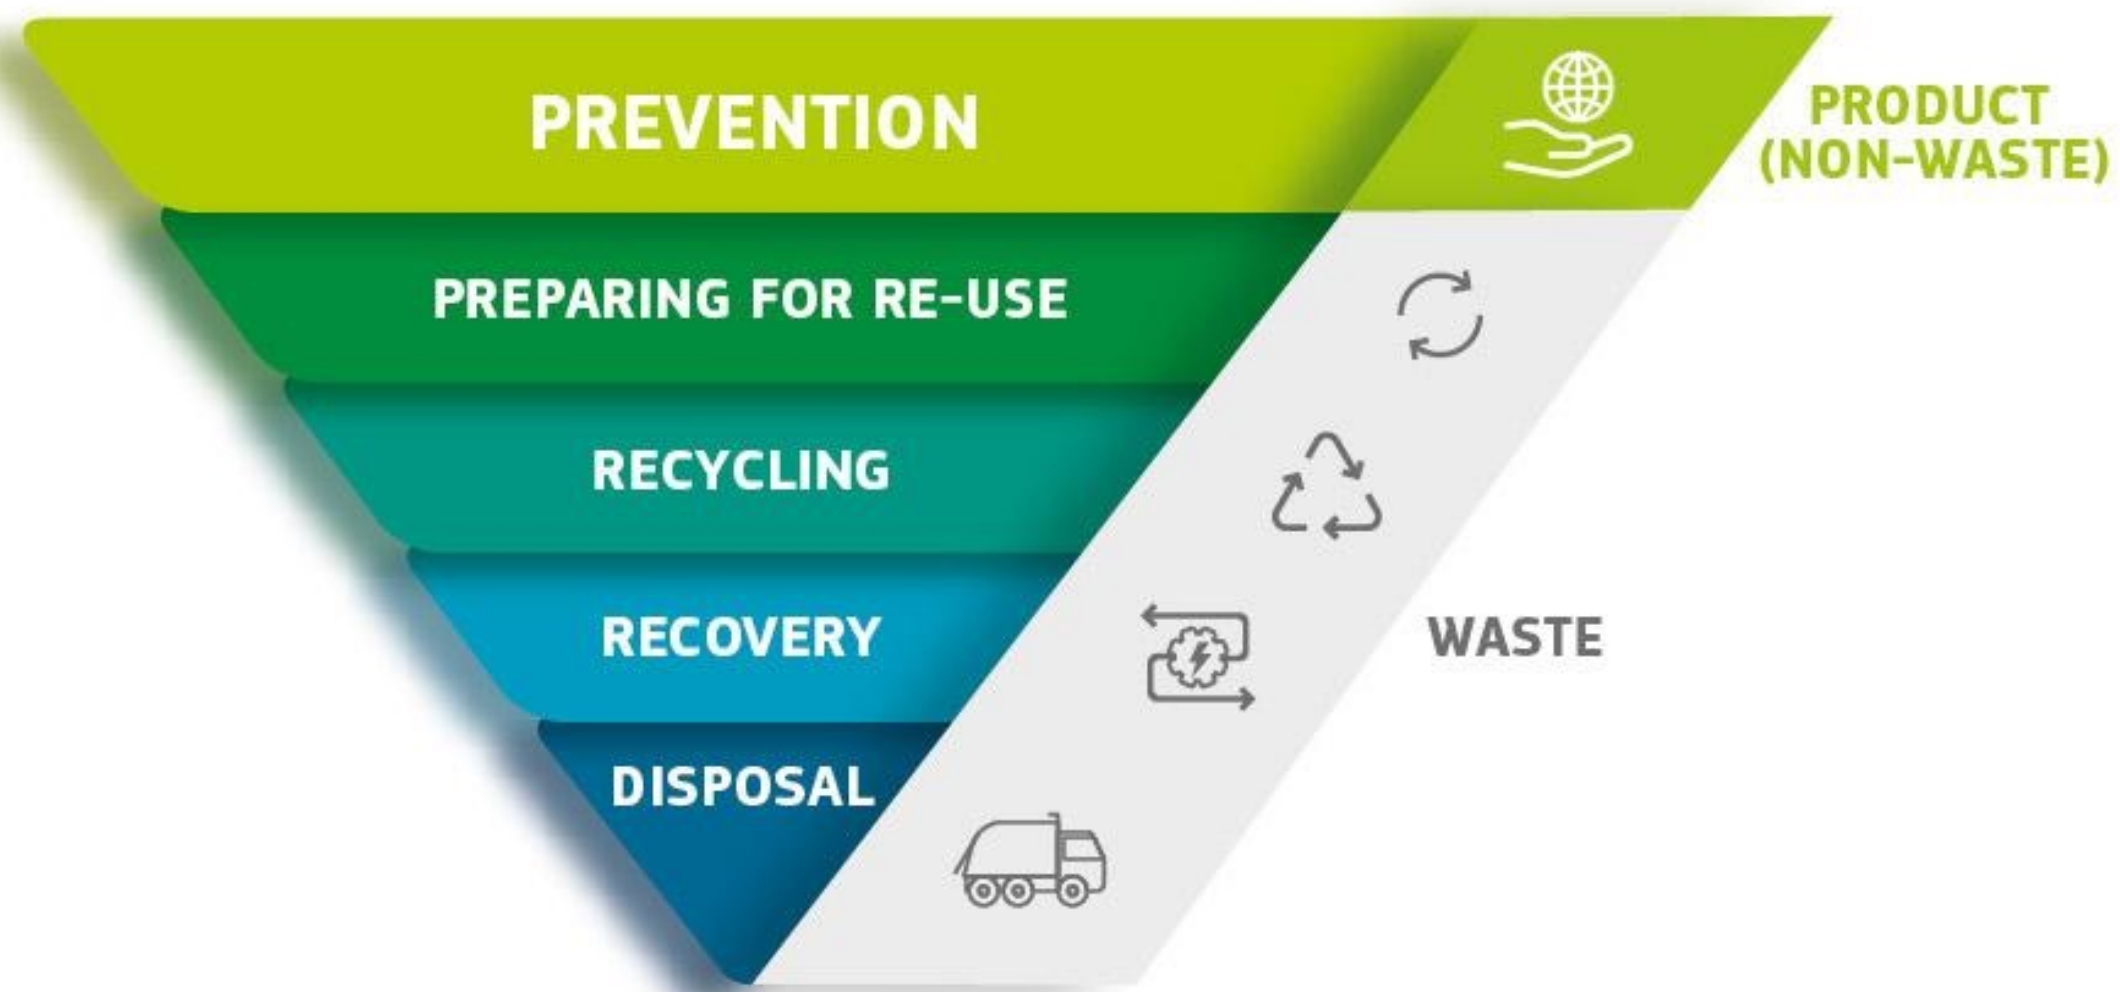 PREVENTION
PRODUCT
(NON-WASTE)
PREPARING FOR RE-USE
RECYCLING
RECOVERY
WASTE
DISPOSAL